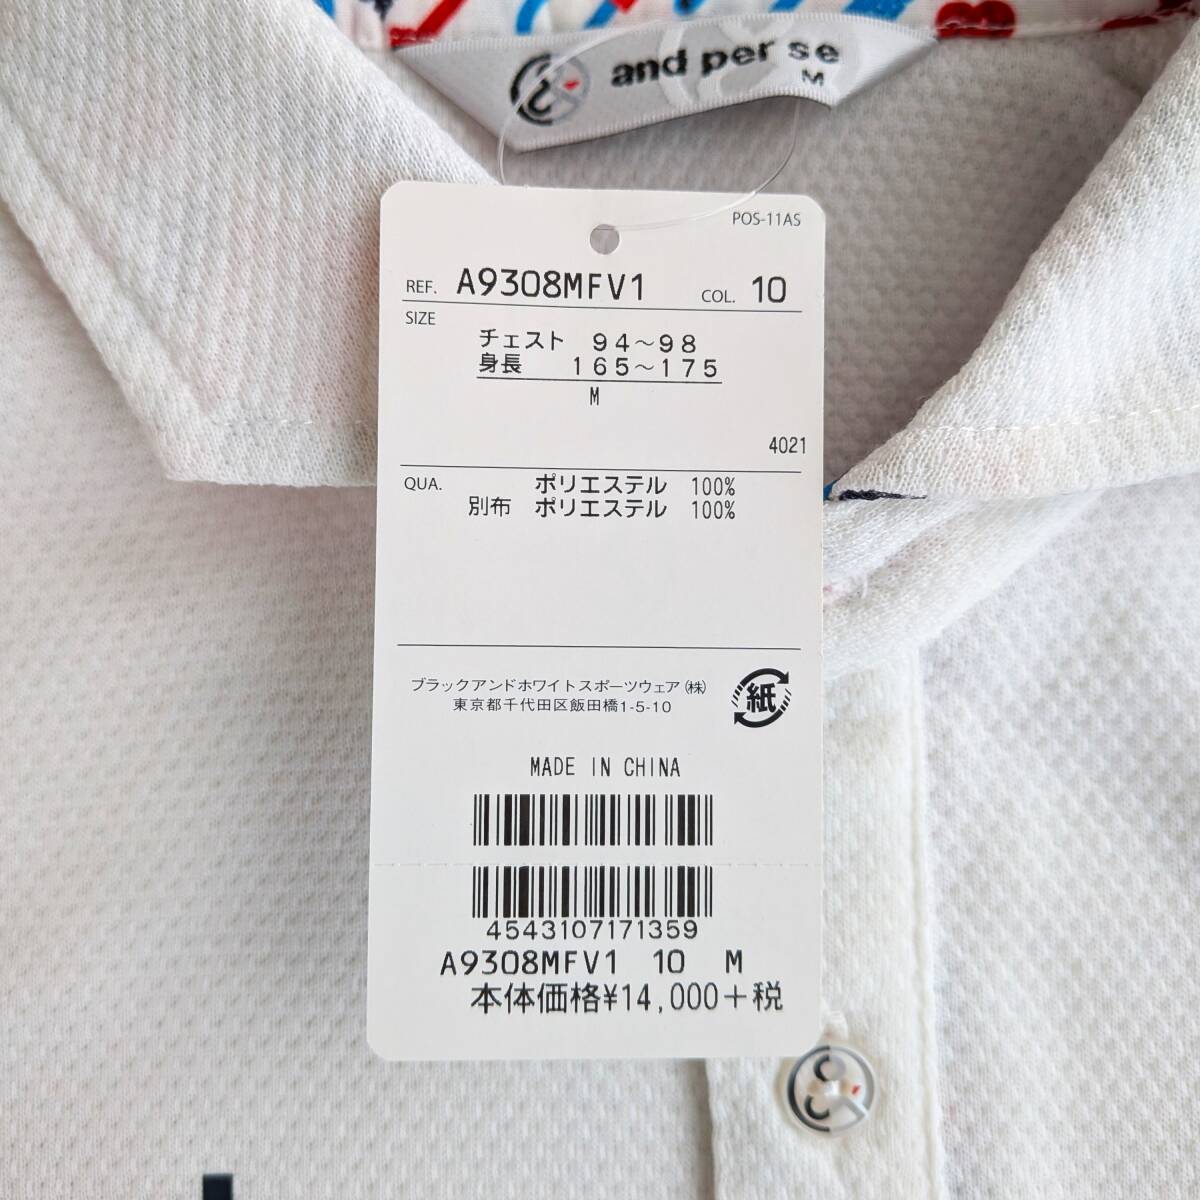 and per se
M
POS-11AS
REF. A9308MFV1 COL. 10
SIZE
チェスト 94〜98
身長 165〜175
M
4021
QUA. ポリエステル 100%
別布 ポリエステル 100%
ブラックアンドホワイトスポーツウェア(株)
東京都千代田区飯田橋1-5-10
紙
MADE IN CHINA
4543107171359
A9308MFV1 10 M
本体価格¥14,000+税